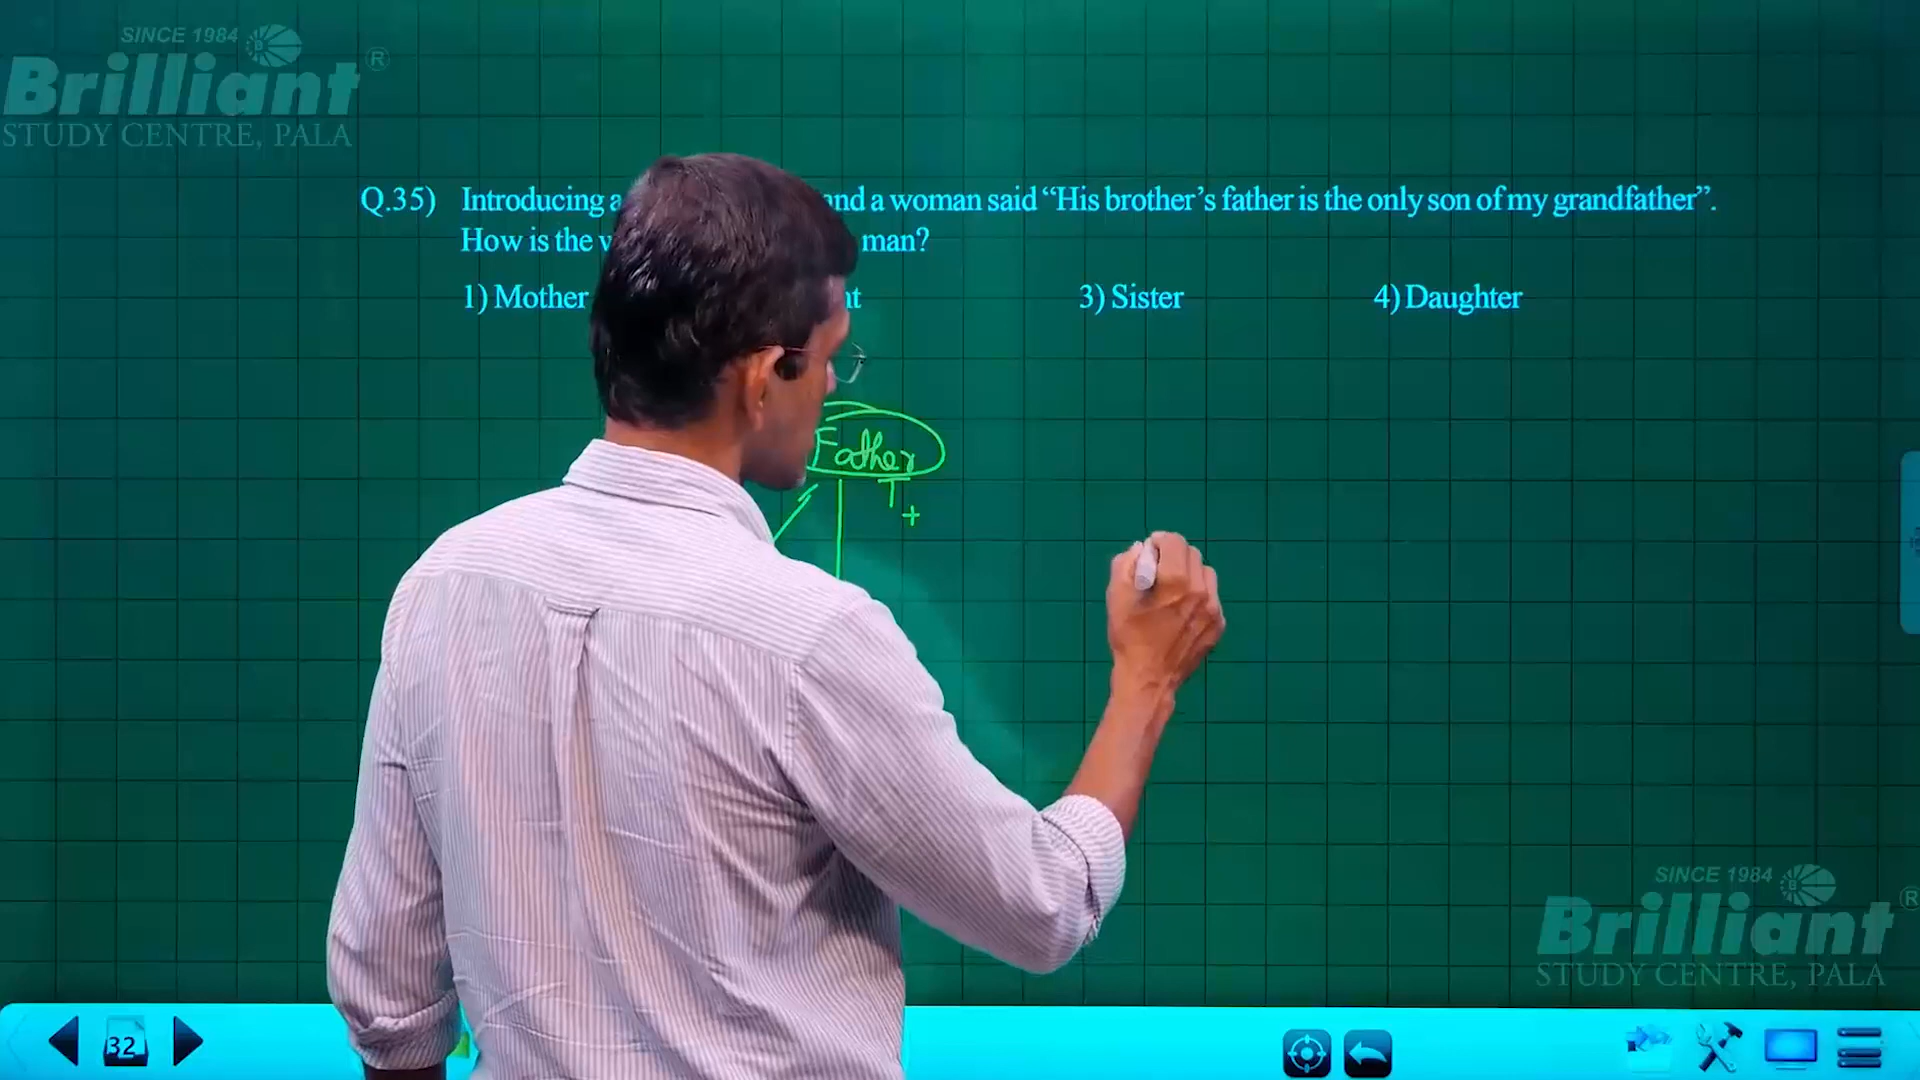 SINCE 1984
Brilliant®
STUDY CENTRE, PALA
Q.35) Introducing a and a woman said “His brother’s father is the only son of my grandfather”.
How is the man?
1) Mother 3) Sister 4) Daughter
Father
+
SINCE 1984
Brilliant®
STUDY CENTRE, PALA
32